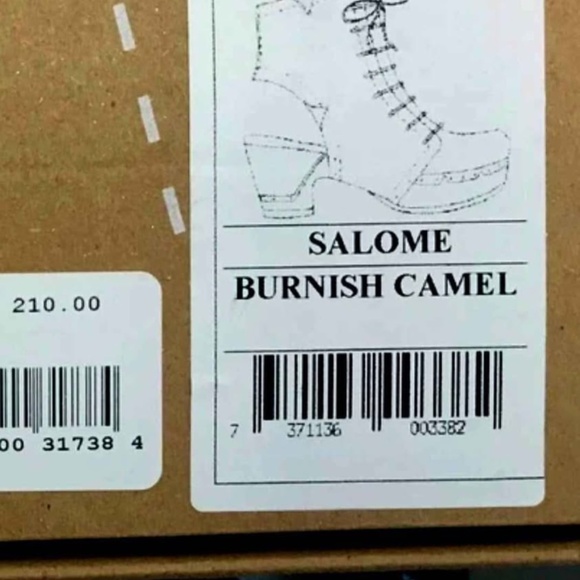 SALOME
BURNISH CAMEL
7 371136 003382
210.00
00 31738 4